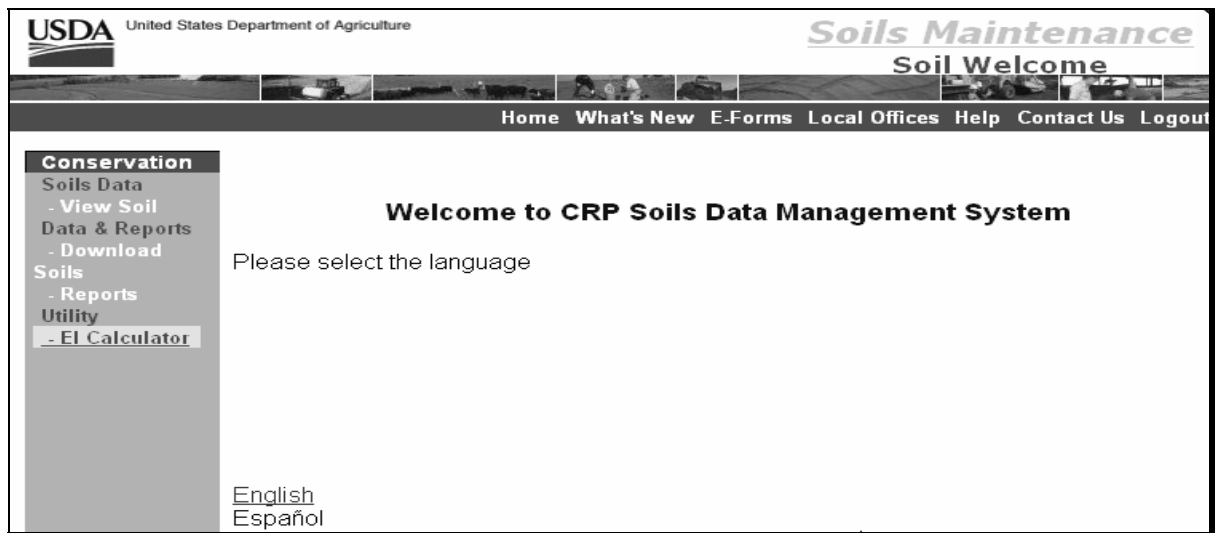 USDA United States Department of Agriculture
Soils Maintenance
Soil Welcome
Home What's New E-Forms Local Offices Help Contact Us Logout
Conservation
Soils Data
- View Soil
Data & Reports
- Download
Soils
- Reports
Utility
- EI Calculator
Welcome to CRP Soils Data Management System
Please select the language
English
Español